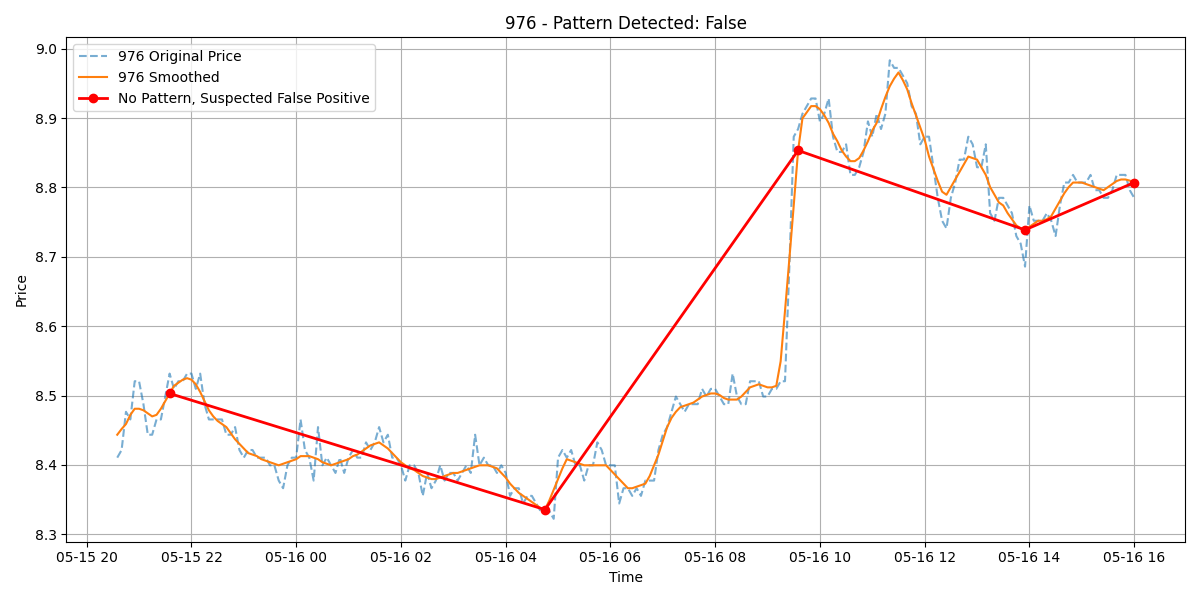 976 - Pattern Detected: False
976 Original Price
976 Smoothed
No Pattern, Suspected False Positive
Price
9.0
8.9
8.8
8.7
8.6
8.5
8.4
8.3
05-15 20 05-15 22 05-16 00 05-16 02 05-16 04 05-16 06 05-16 08 05-16 10 05-16 12 05-16 14 05-16 16
Time